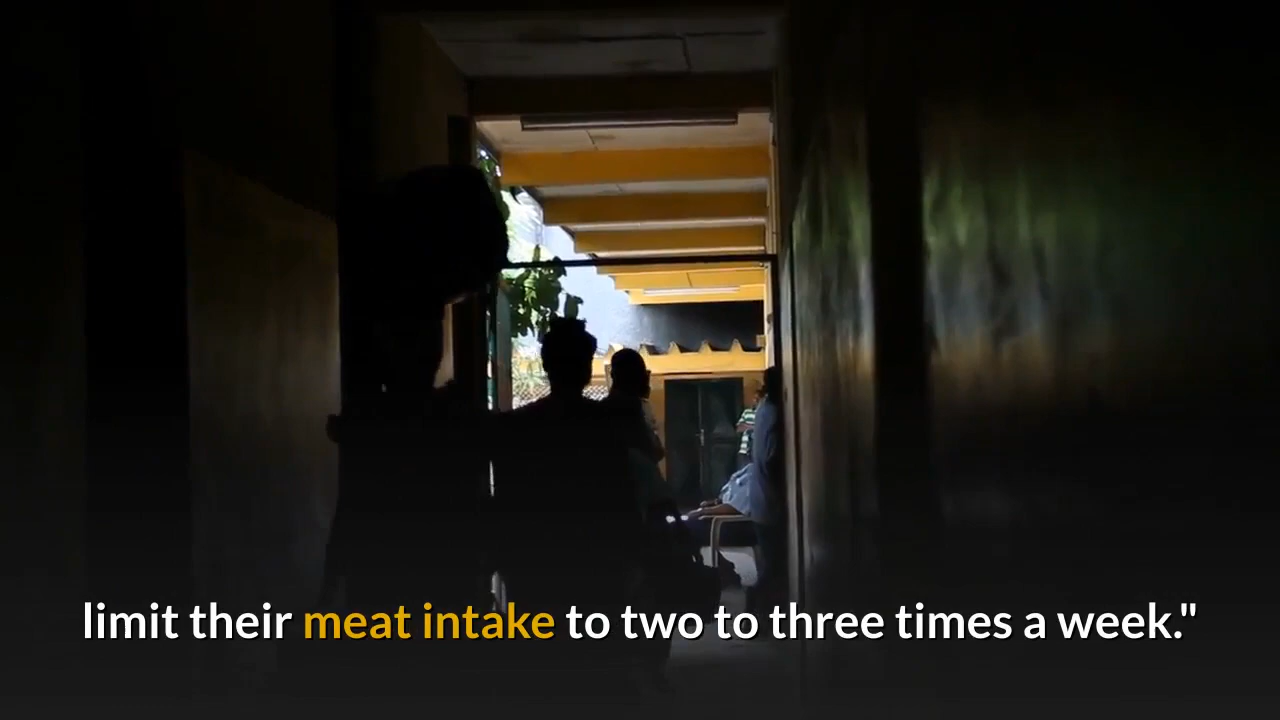 limit their meat intake to two to three times a week."